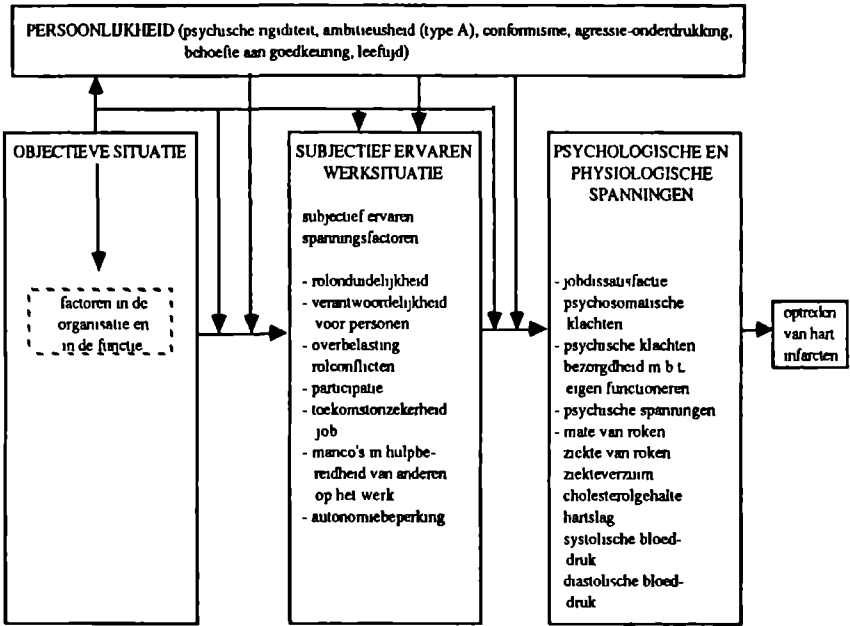 PERSOONLIJKHEID (psychische rigiditeit, ambitieusheid (type A), conformisme, agressie-onderdrukking,
behoefte aan goedkeuring, leeftijd)
OBJECTIEVE SITUATIE
factoren in de
organisatie en
in de functie
SUBJECTIEF ERVAREN
WERKSITUATIE
subjectief ervaren
spanningsfactoren
- rolonduidelijkheid
- verantwoordelijkheid
voor personen
- overbelasting
rolconflicten
- participatie
- toekomstonzekerheid
job
- manco's in hulpbe-
reidheid van anderen
op het werk
- autonomiebeperking
PSYCHOLOGISCHE EN
PHYSIOLOGISCHE
SPANNINGEN
- jobdissatisfactie
psychosomatische
klachten
- psychische klachten
bezorgdheid m b t.
eigen functioneren
- psychische spanningen
- mate van roken
ziekte van roken
ziekteverzuim
cholesterolgehalte
hartslag
systolische bloed-
druk
diastolische bloed-
druk
optreden
van hart
infarcten